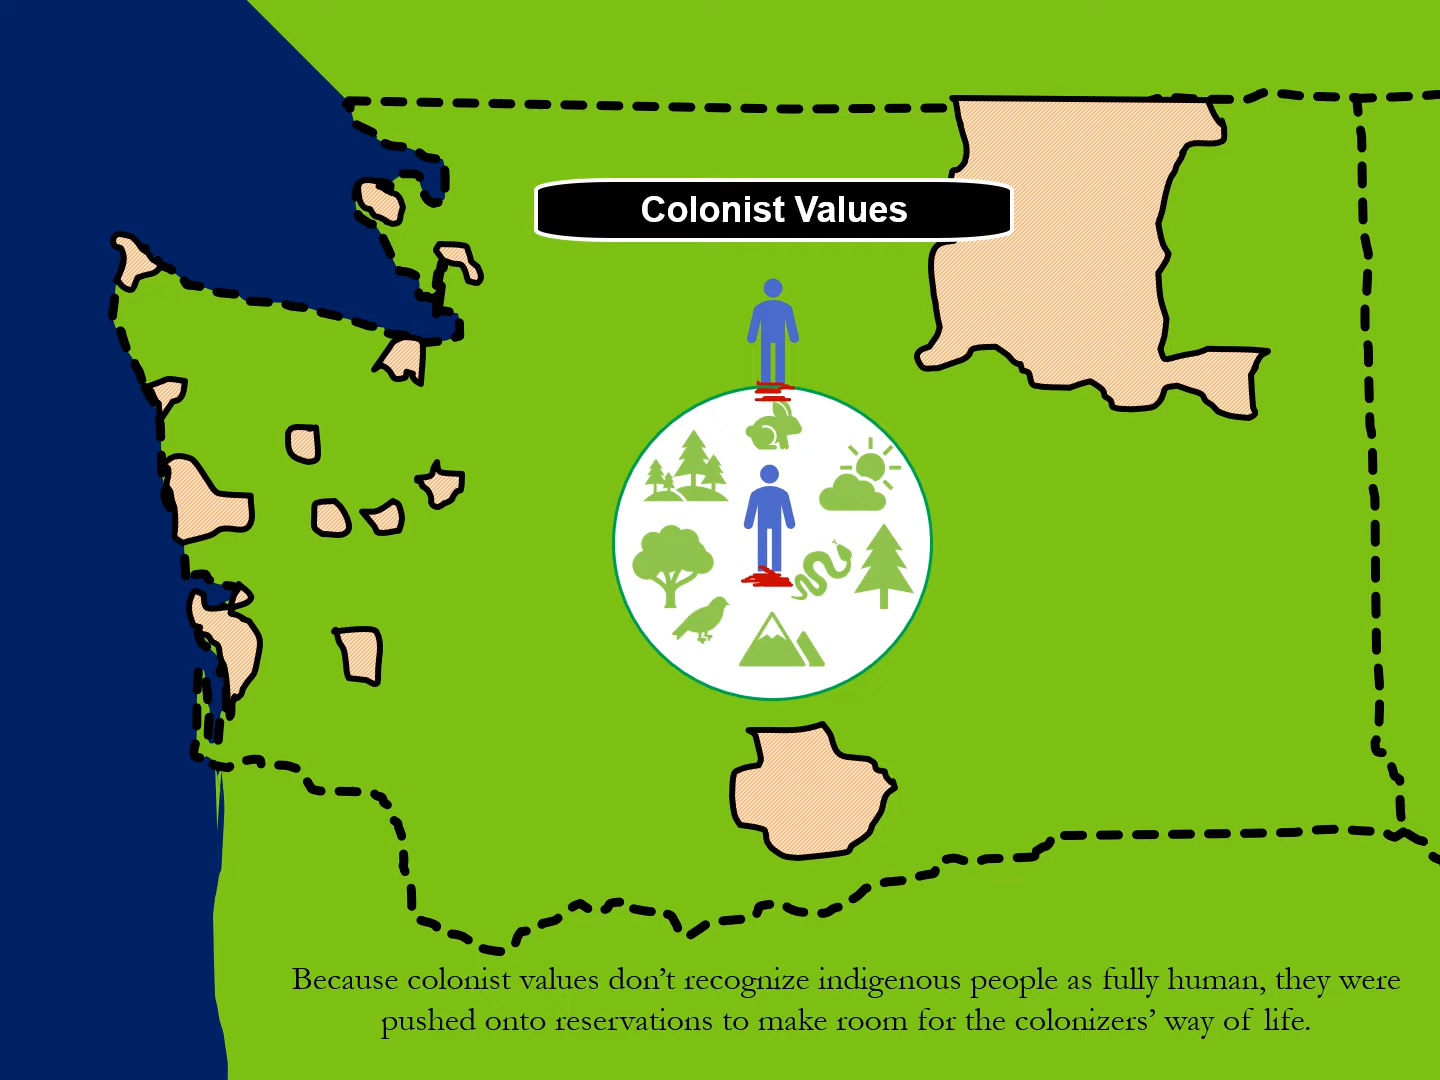 Colonist Values
Because colonist values don’t recognize indigenous people as fully human, they were
pushed onto reservations to make room for the colonizers’ way of life.